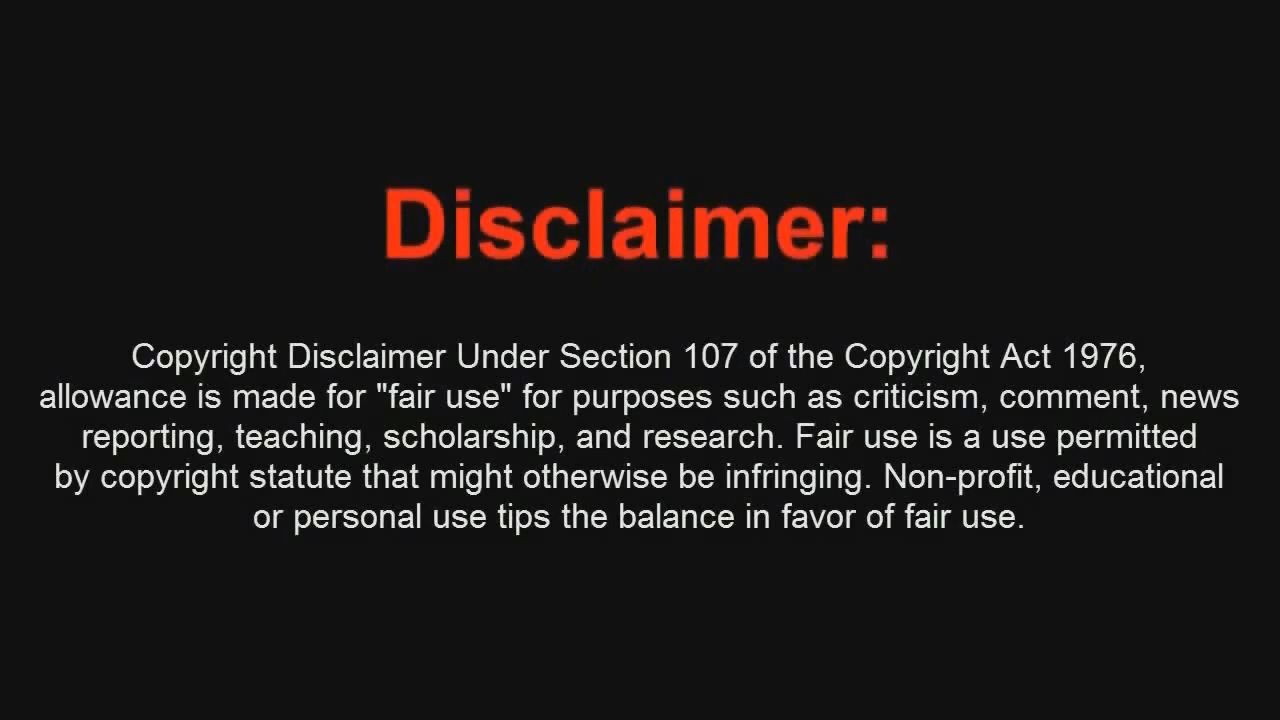 Disclaimer:
Copyright Disclaimer Under Section 107 of the Copyright Act 1976,
allowance is made for "fair use" for purposes such as criticism, comment, news
reporting, teaching, scholarship, and research. Fair use is a use permitted
by copyright statute that might otherwise be infringing. Non-profit, educational
or personal use tips the balance in favor of fair use.